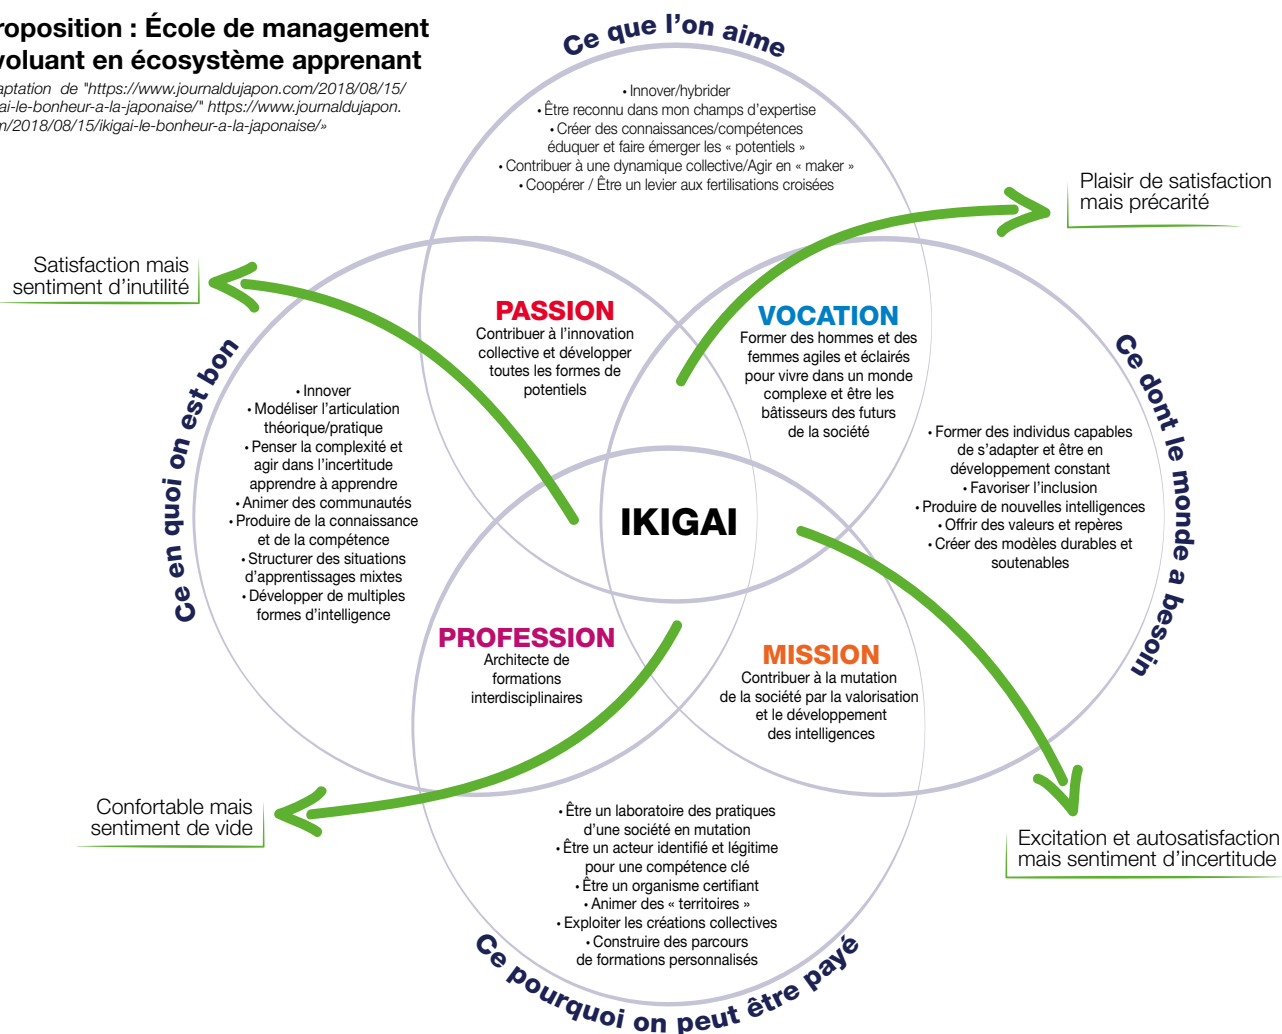 roposition : École de management
voluant en écosystème apprenant
aptation de "https://www.journaldujapon.com/2018/08/15/
ai-le-bonheur-a-la-japonaise/" https://www.journaldujapon.
m/2018/08/15/ikigai-le-bonheur-a-la-japonaise/»
Ce que l'on aime
• Innover/hybrider
• Être reconnu dans mon champs d'expertise
• Créer des connaissances/compétences
éduquer et faire émerger les « potentiels »
• Contribuer à une dynamique collective/Agir en « maker »
• Coopérer / Être un levier aux fertilisations croisées
Plaisir de satisfaction
mais précarité
Satisfaction mais
sentiment d'inutilité
PASSION
Contribuer à l'innovation
collective et développer
toutes les formes de
potentiels
VOCATION
Former des hommes et des
femmes agiles et éclairés
pour vivre dans un monde
complexe et être les
bâtisseurs des futurs
de la société
Ce en quoi on est bon
• Innover
• Modéliser l'articulation
théorique/pratique
• Penser la complexité et
agir dans l'incertitude
apprendre à apprendre
• Animer des communautés
• Produire de la connaissance
et de la compétence
• Structurer des situations
d'apprentissages mixtes
• Développer de multiples
formes d'intelligence
IKIGAI
Ce dont le monde a besoin
• Former des individus capables
de s'adapter et être en
développement constant
• Favoriser l'inclusion
• Produire de nouvelles intelligences
• Offrir des valeurs et repères
• Créer des modèles durables et
soutenables
PROFESSION
Architecte de
formations
interdisciplinaires
MISSION
Contribuer à la mutation
de la société par la valorisation
et le développement
des intelligences
Confortable mais
sentiment de vide
• Être un laboratoire des pratiques
d'une société en mutation
• Être un acteur identifié et légitime
pour une compétence clé
• Être un organisme certifiant
• Animer des « territoires »
• Exploiter les créations collectives
• Construire des parcours
de formations personnalisés
Excitation et autosatisfaction
mais sentiment d'incertitude
Ce pourquoi on peut être payé